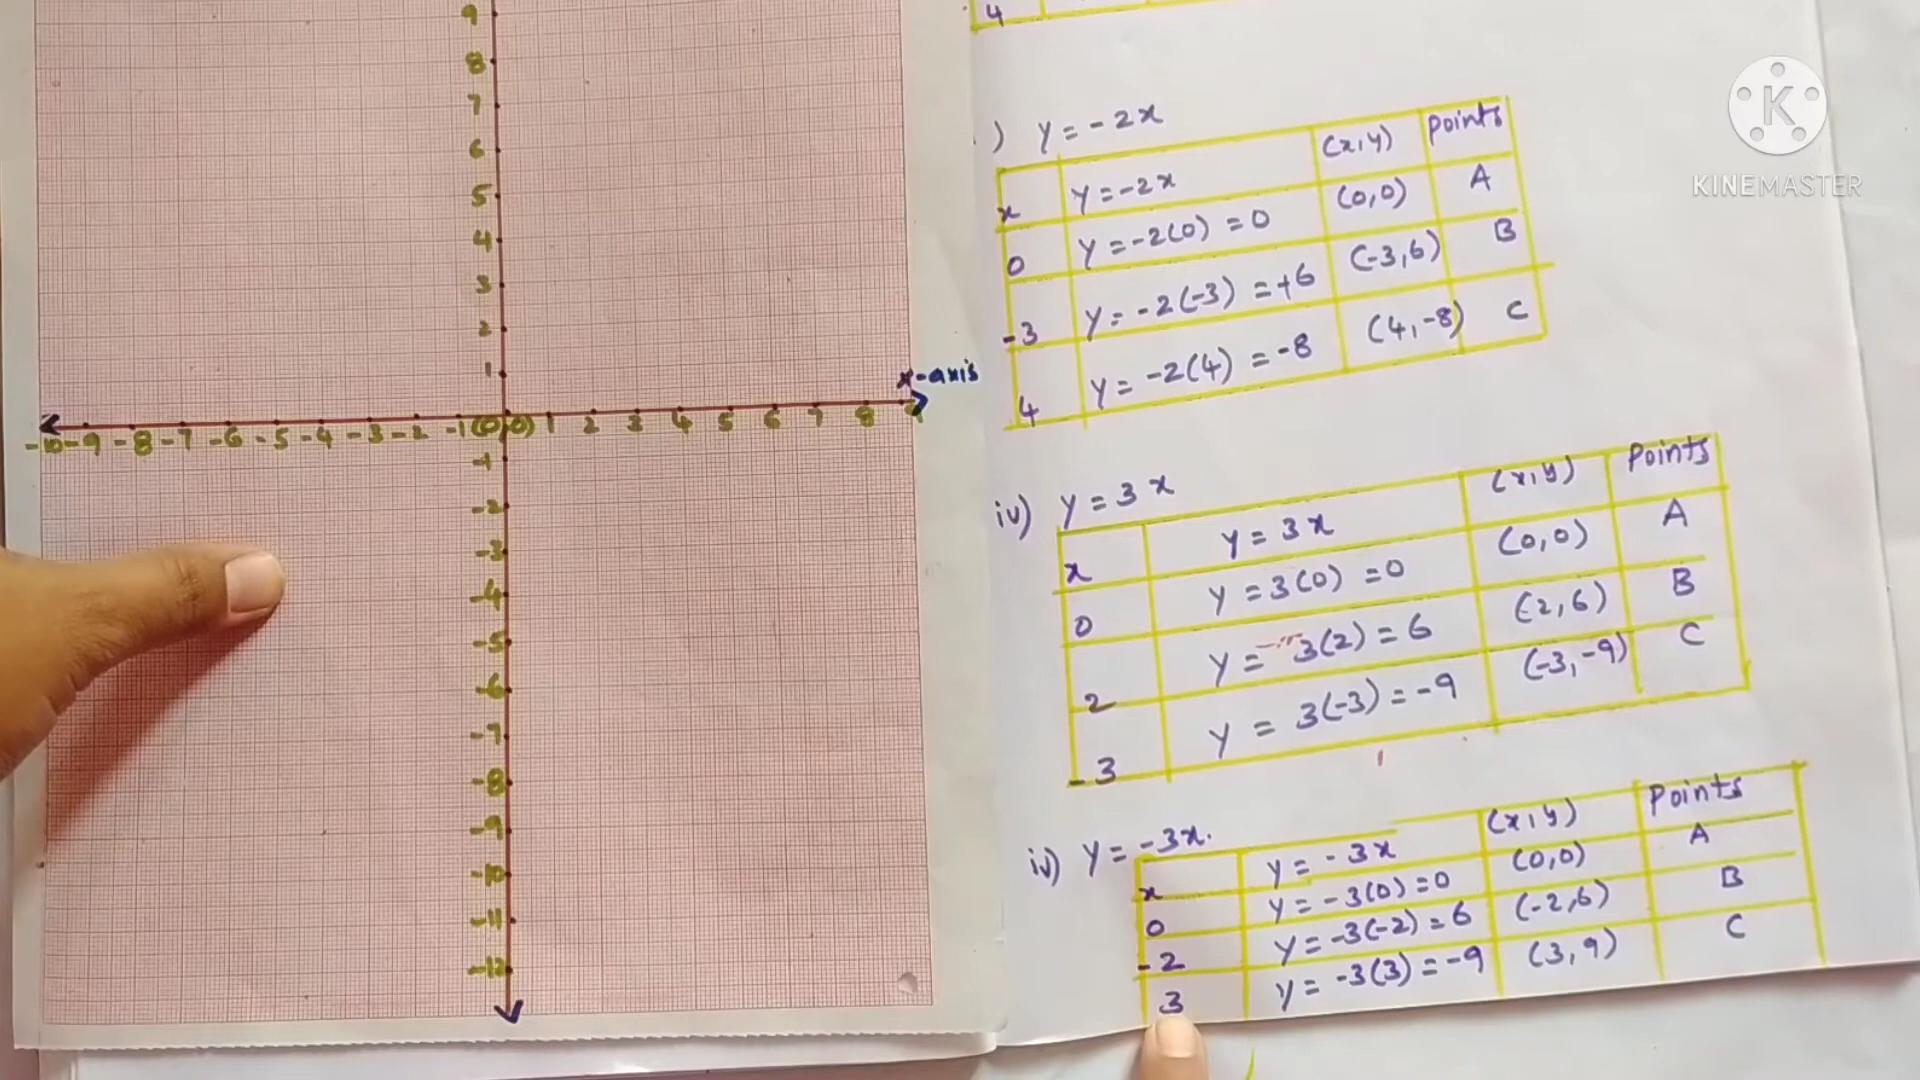 9
8
7
6
5
4
3
2
1
x-axis
-10 -9 -8 -7 -6 -5 -4 -3 -2 -1 (0,0) 1 2 3 4 5 6 7 8 9
-1
-2
-3
-4
-5
-6
-7
-8
-9
-10
-11
-12
4
) y = -2x
x y = -2x (x,y) Points
0 y = -2(0) = 0 (0,0) A
-3 y = -2(-3) = +6 (-3,6) B
4 y = -2(4) = -8 (4,-8) C
iv) y = 3x
x y = 3x (x,y) Points
0 y = 3(0) = 0 (0,0) A
2 y = 3(2) = 6 (2,6) B
-3 y = 3(-3) = -9 (-3,-9) C
iv) y = -3x.
x y = -3x (x,y) Points
0 y = -3(0) = 0 (0,0) A
-2 y = -3(-2) = 6 (-2,6) B
3 y = -3(3) = -9 (3,9) C
K
KINEMASTER